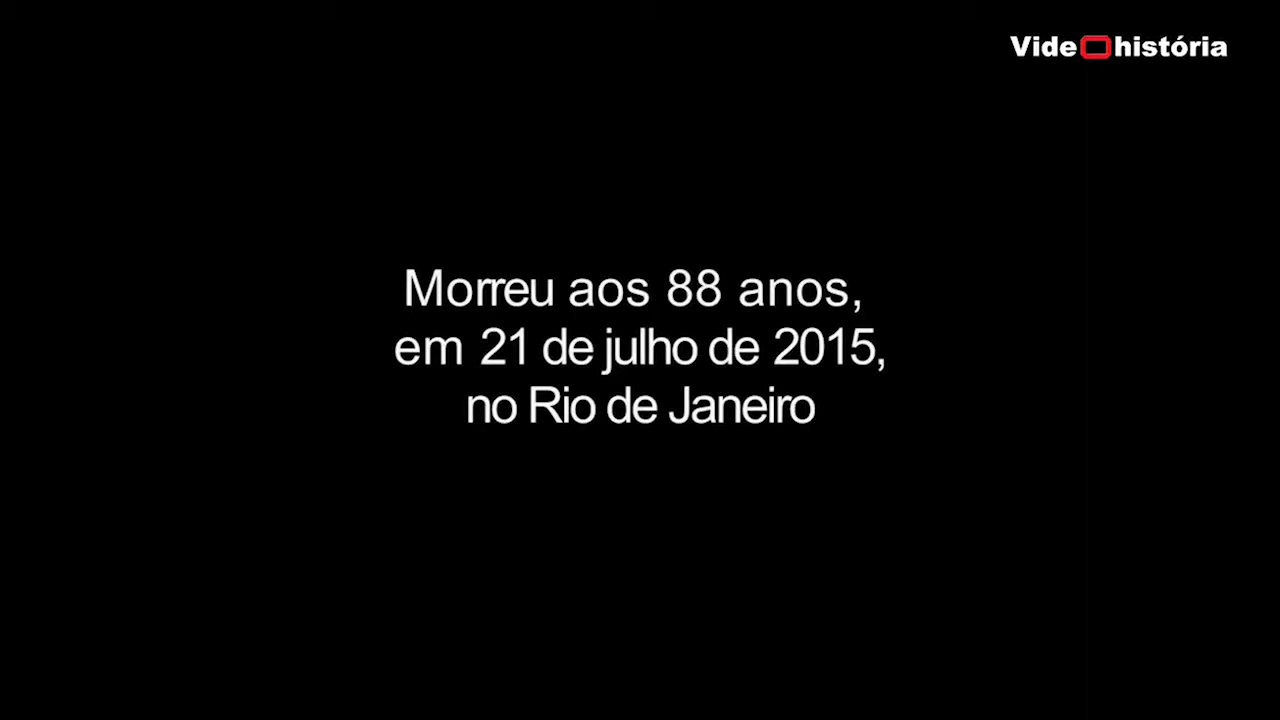 Videohistória
Morreu aos 88 anos,
em 21 de julho de 2015,
no Rio de Janeiro